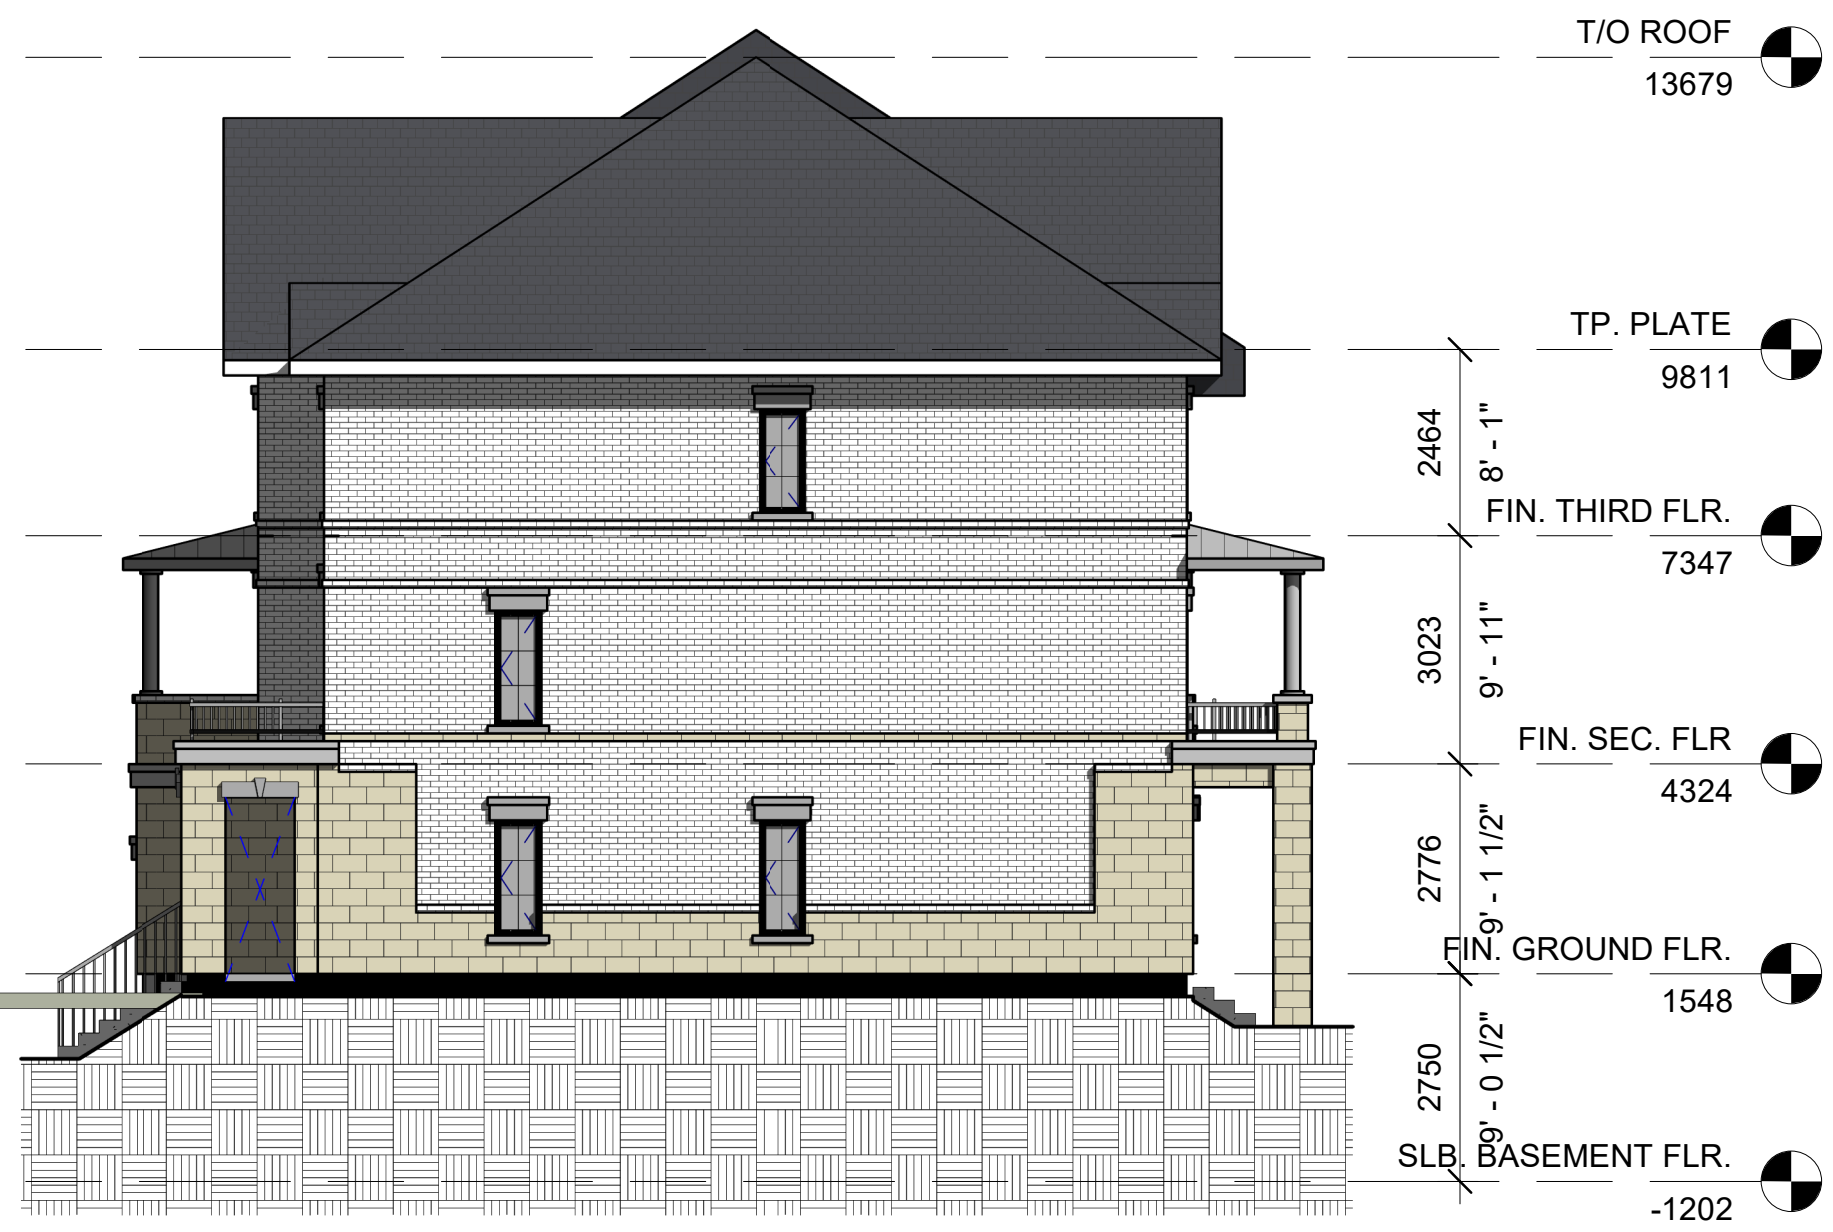 T/O ROOF
13679
TP. PLATE
9811
2464
8' - 1"
FIN. THIRD FLR.
7347
3023
9' - 11"
FIN. SEC. FLR
4324
2776
9' - 1 1/2"
FIN. GROUND FLR.
1548
2750
9' - 0 1/2"
SLB. BASEMENT FLR.
-1202